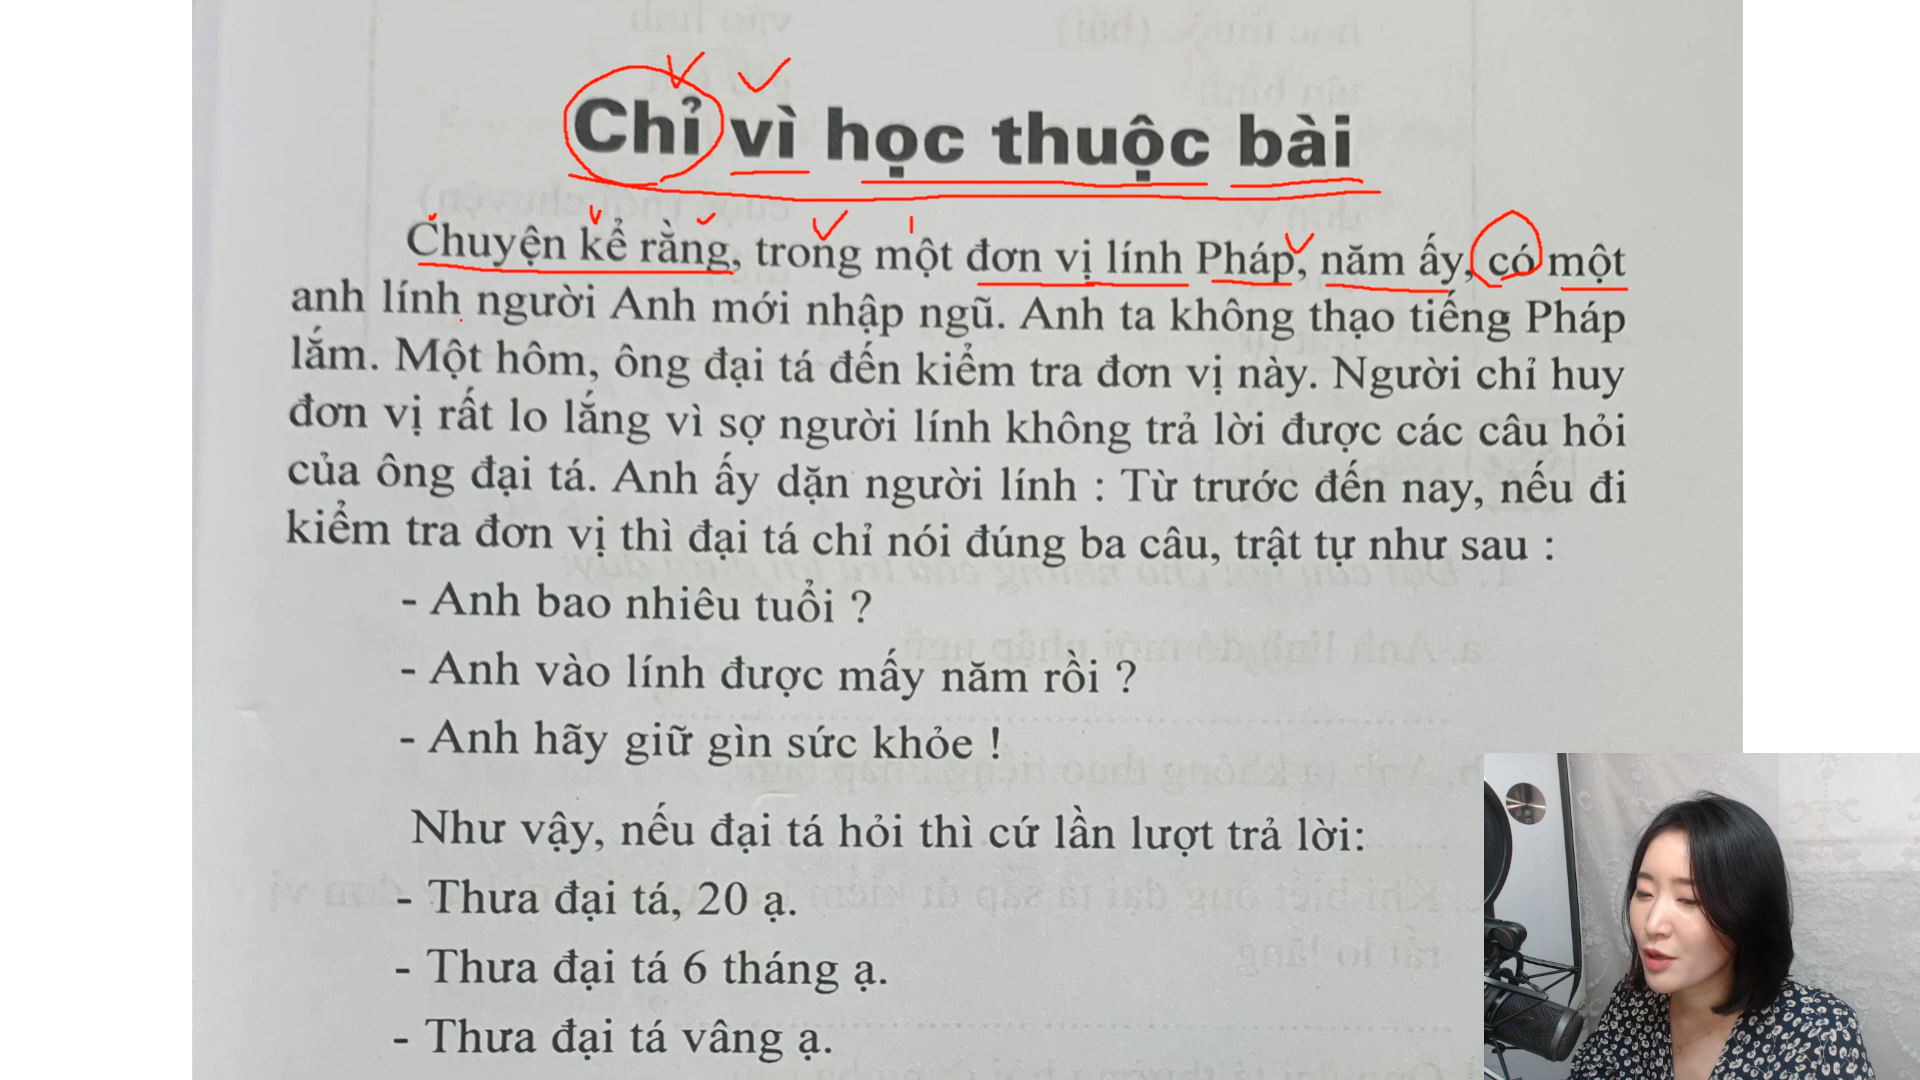 Chỉ vì học thuộc bài
Chuyện kể rằng, trong một đơn vị lính Pháp, năm ấy, có một
anh lính người Anh mới nhập ngũ. Anh ta không thạo tiếng Pháp
lắm. Một hôm, ông đại tá đến kiểm tra đơn vị này. Người chỉ huy
đơn vị rất lo lắng vì sợ người lính không trả lời được các câu hỏi
của ông đại tá. Anh ấy dặn người lính : Từ trước đến nay, nếu đi
kiểm tra đơn vị thì đại tá chỉ nói đúng ba câu, trật tự như sau :
- Anh bao nhiêu tuổi ?
- Anh vào lính được mấy năm rồi ?
- Anh hãy giữ gìn sức khỏe !
Như vậy, nếu đại tá hỏi thì cứ lần lượt trả lời:
- Thưa đại tá, 20 ạ.
- Thưa đại tá 6 tháng ạ.
- Thưa đại tá vâng ạ.